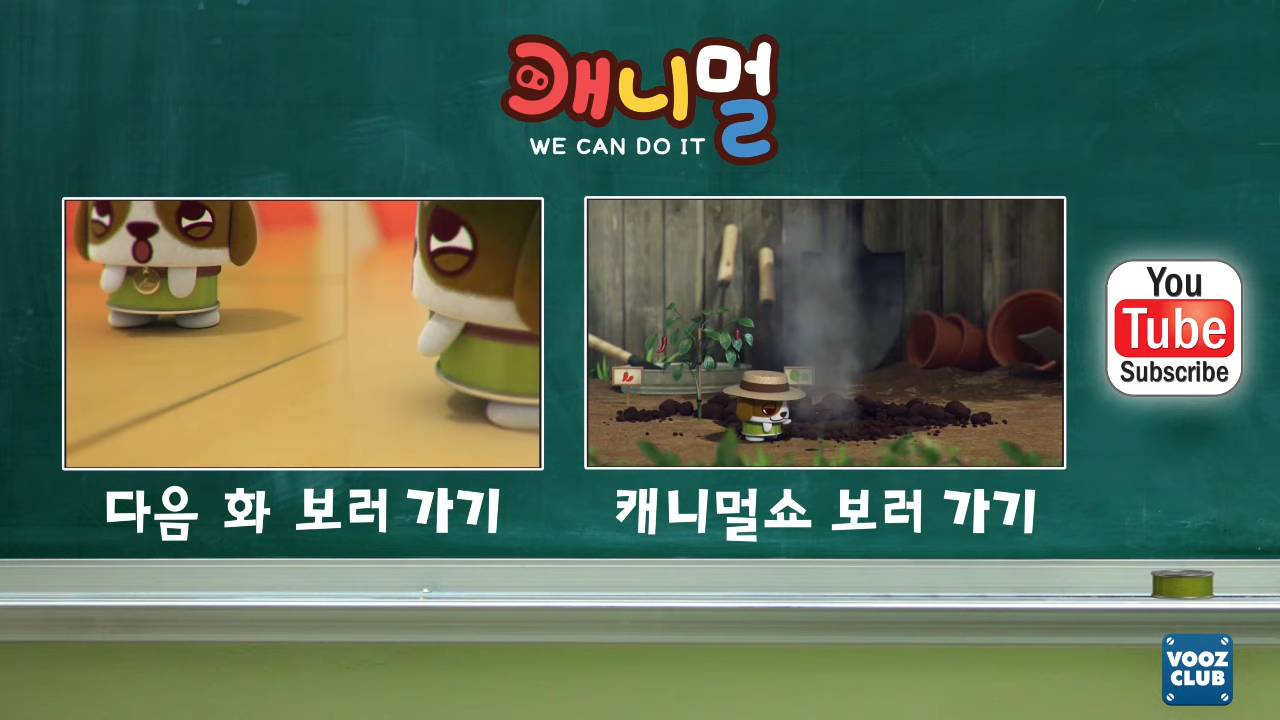 캐니멀
WE CAN DO IT
You
Tube
Subscribe
다음 화 보러 가기
캐니멀쇼 보러 가기
VOOZ
CLUB